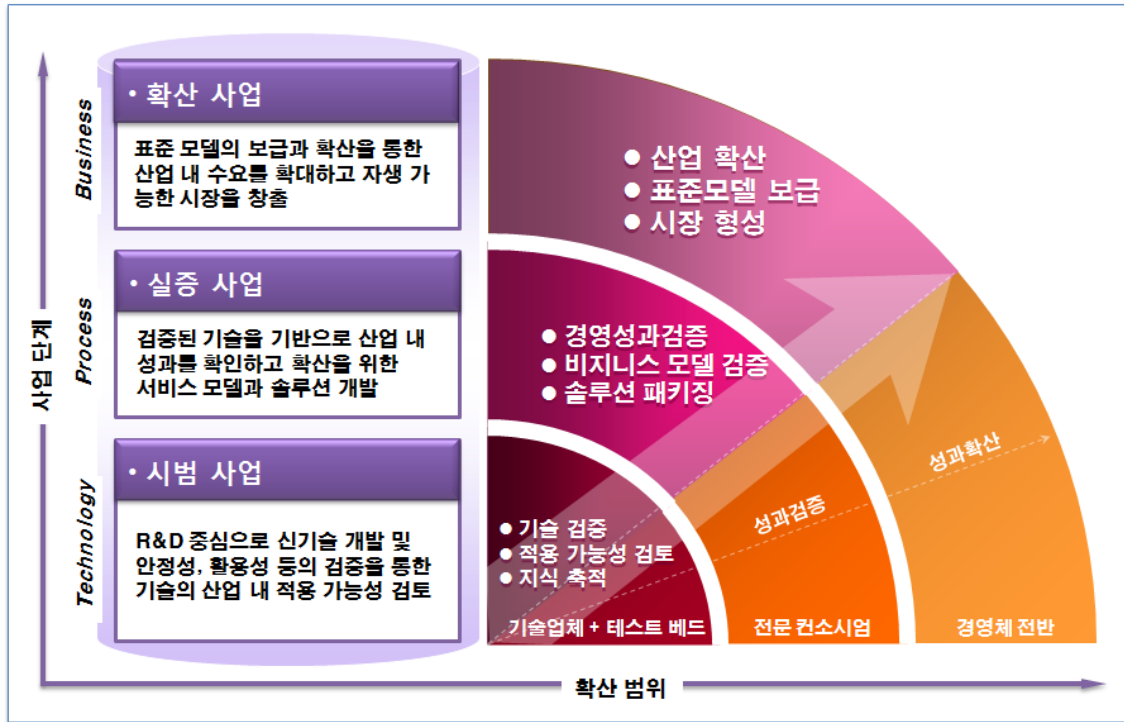 사업 단계
Business
• 확산 사업
표준 모델의 보급과 확산을 통한
산업 내 수요를 확대하고 자생 가
능한 시장을 창출
Process
• 실증 사업
검증된 기술을 기반으로 산업 내
성과를 확인하고 확산을 위한
서비스 모델과 솔루션 개발
Technology
• 시범 사업
R&D 중심으로 신기술 개발 및
안정성, 활용성 등의 검증을 통한
기술의 산업 내 적용 가능성 검토
● 산업 확산
● 표준모델 보급
● 시장 형성
● 경영성과검증
● 비지니스 모델 검증
● 솔루션 패키징
● 기술 검증
● 적용 가능성 검토
● 지식 축적
성과검증
성과확산
기술업체 + 테스트 베드
전문 컨소시엄
경영체 전반
확산 범위